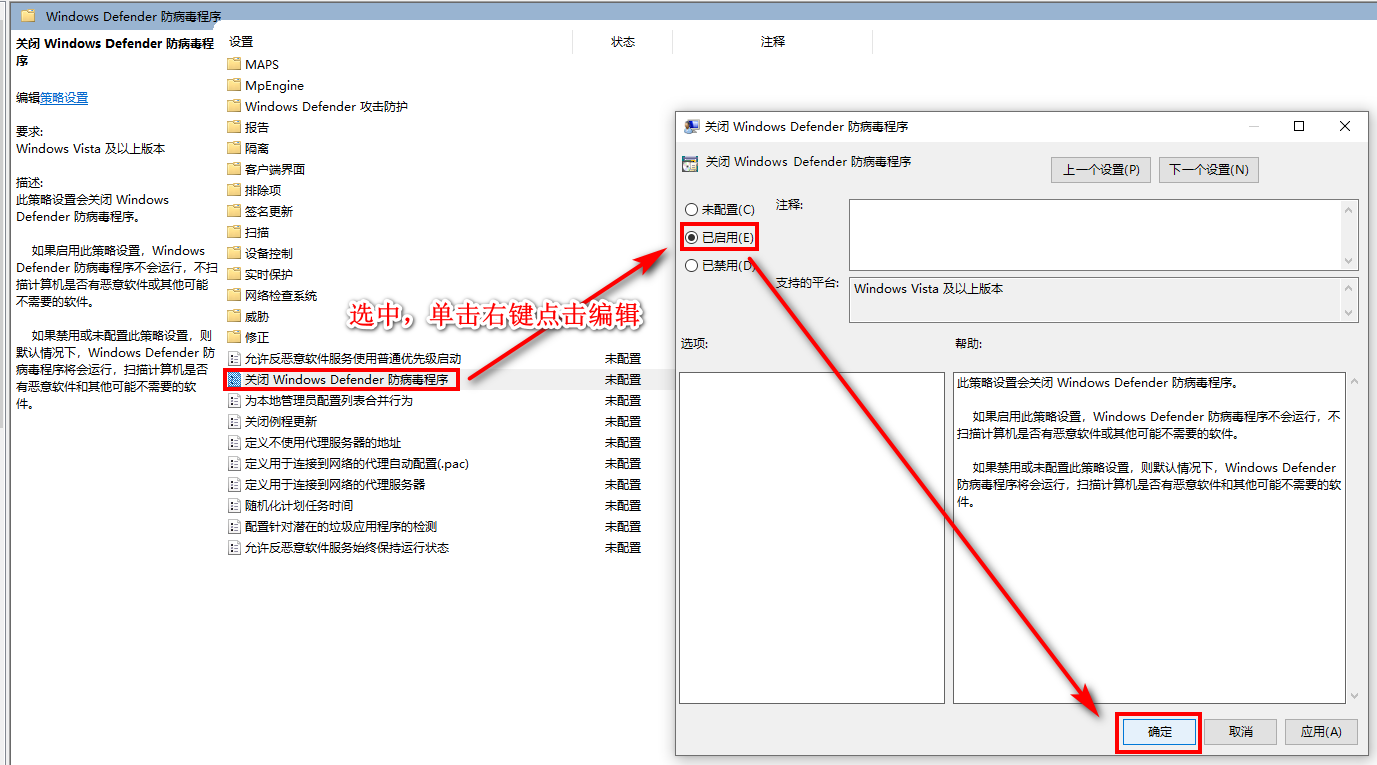 Windows Defender 防病毒程序
关闭 Windows Defender 防病毒程
序
编辑策略设置
要求:
Windows Vista 及以上版本
描述:
此策略设置会关闭 Windows
Defender 防病毒程序。
如果启用此策略设置，Windows
Defender 防病毒程序不会运行，不扫
描计算机是否有恶意软件或其他可能
不需要的软件。
如果禁用或未配置此策略设置，则
默认情况下，Windows Defender 防
病毒程序将会运行，扫描计算机是否
有恶意软件和其他可能不需要的软
件。
设置 状态 注释
MAPS
MpEngine
Windows Defender 攻击防护
报告
隔离
客户端界面
排除项
签名更新
扫描
设备控制
实时保护
网络检查系统
威胁
修正
允许反恶意软件服务使用普通优先级启动 未配置
关闭 Windows Defender 防病毒程序 未配置
为本地管理员配置列表合并行为 未配置
关闭例程更新 未配置
定义不使用代理服务器的地址 未配置
定义用于连接到网络的代理自动配置(.pac) 未配置
定义用于连接到网络的代理服务器 未配置
随机化计划任务时间 未配置
配置针对潜在的垃圾应用程序的检测 未配置
允许反恶意软件服务始终保持运行状态 未配置
选中，单击右键点击编辑
关闭 Windows Defender 防病毒程序
关闭 Windows Defender 防病毒程序
上一个设置(P) 下一个设置(N)
未配置(C) 注释:
已启用(E)
已禁用(D)
支持的平台: Windows Vista 及以上版本
选项: 帮助:
此策略设置会关闭 Windows Defender 防病毒程序。
如果启用此策略设置，Windows Defender 防病毒程序不会运行，不
扫描计算机是否有恶意软件或其他可能不需要的软件。
如果禁用或未配置此策略设置，则默认情况下，Windows Defender
防病毒程序将会运行，扫描计算机是否有恶意软件和其他可能不需要的软
件。
确定 取消 应用(A)